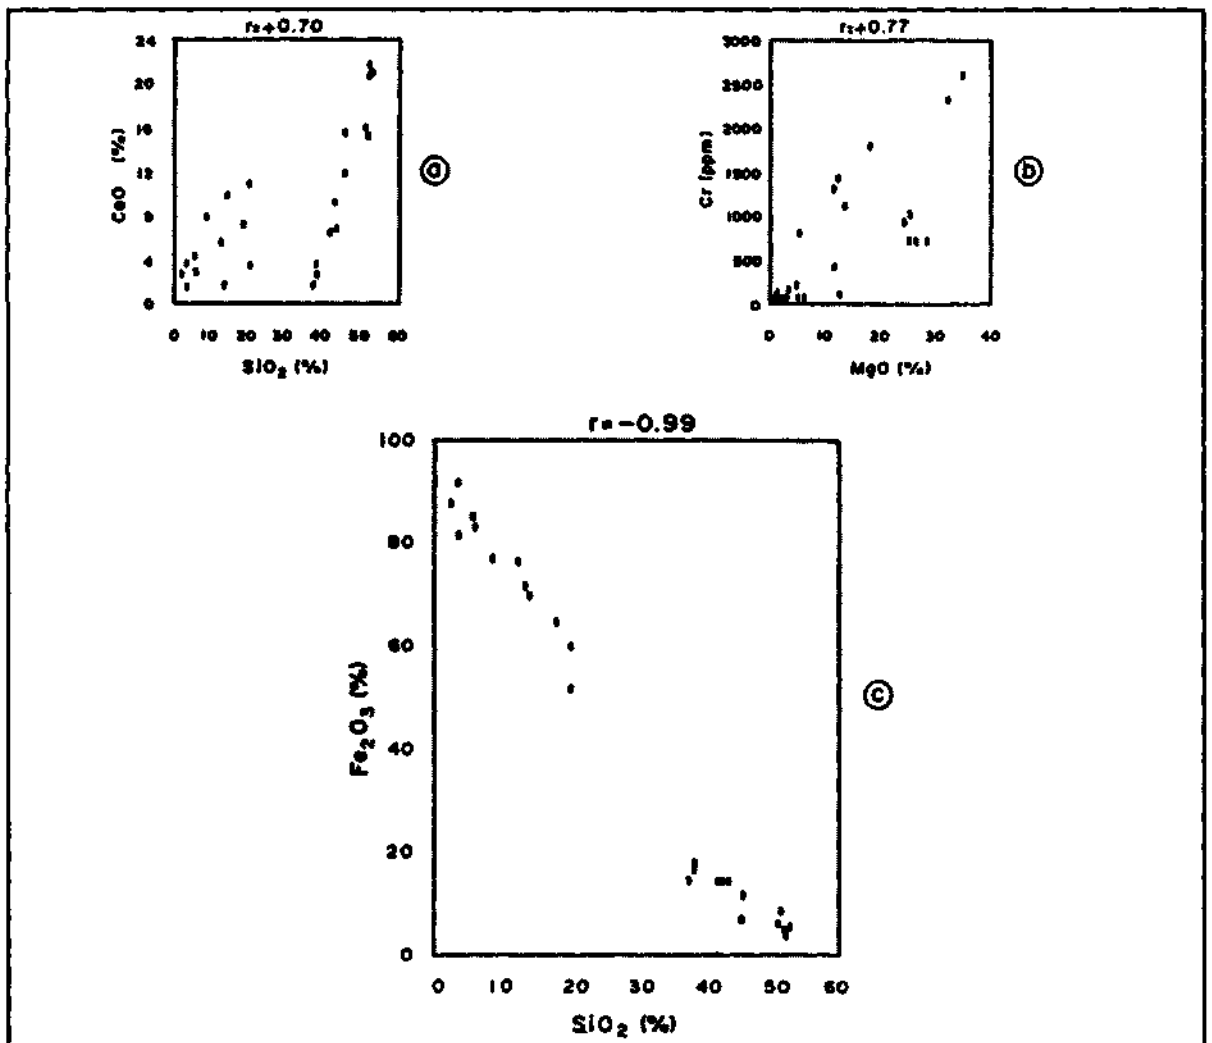 r=+0.70
24
20
16
12
8
4
0
CaO (%)
0 10 20 30 40 50 60
SiO₂ (%)
a
r=+0.77
3000
2500
2000
1500
1000
500
0
Cr (ppm)
0 10 20 30 40
MgO (%)
b
r=-0.99
100
80
60
40
20
0
Fe₂O₃ (%)
0 10 20 30 40 50 60
SiO₂ (%)
c